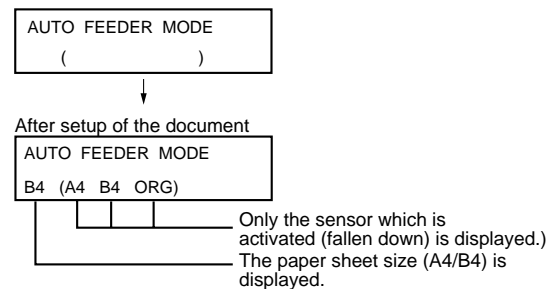 AUTO FEEDER MODE
( )
After setup of the document
AUTO FEEDER MODE
B4 (A4 B4 ORG)
Only the sensor which is
activated (fallen down) is displayed.)
The paper sheet size (A4/B4) is
displayed.